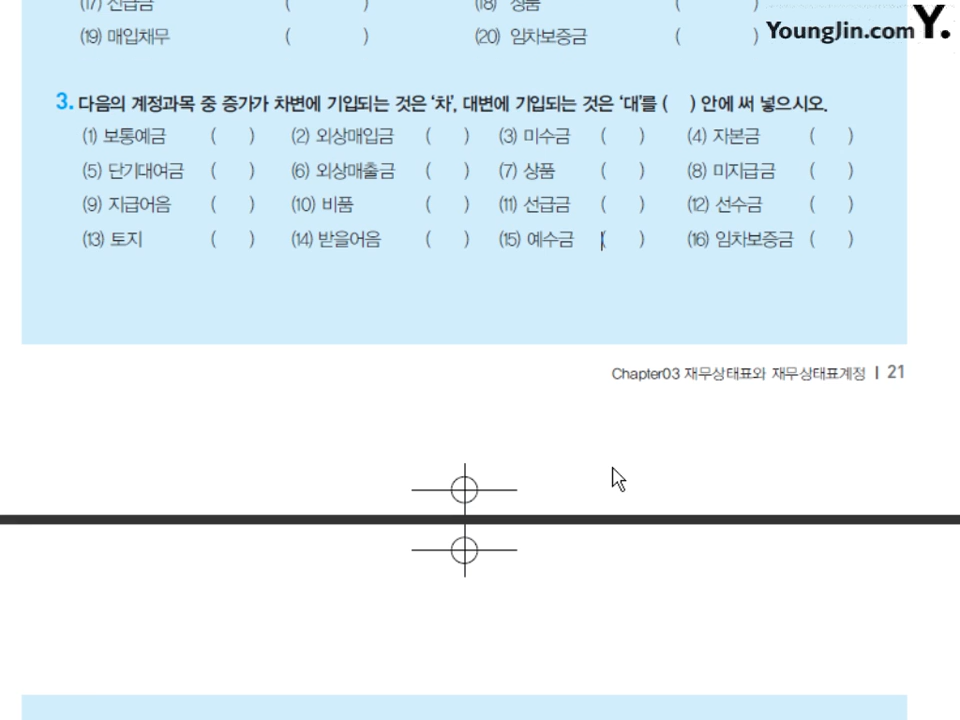 (17) 선급금 ( ) (18) 상품 ( )
YoungJin.com Y.
(19) 매입채무 ( ) (20) 임차보증금 ( )
3. 다음의 계정과목 중 증가가 차변에 기입되는 것은 ‘차’, 대변에 기입되는 것은 ‘대’를 ( ) 안에 써 넣으시오.
(1) 보통예금 ( ) (2) 외상매입금 ( ) (3) 미수금 ( ) (4) 자본금 ( )
(5) 단기대여금 ( ) (6) 외상매출금 ( ) (7) 상품 ( ) (8) 미지급금 ( )
(9) 지급어음 ( ) (10) 비품 ( ) (11) 선급금 ( ) (12) 선수금 ( )
(13) 토지 ( ) (14) 받을어음 ( ) (15) 예수금 ( ) (16) 임차보증금 ( )
Chapter03 재무상태표와 재무상태표계정 | 21